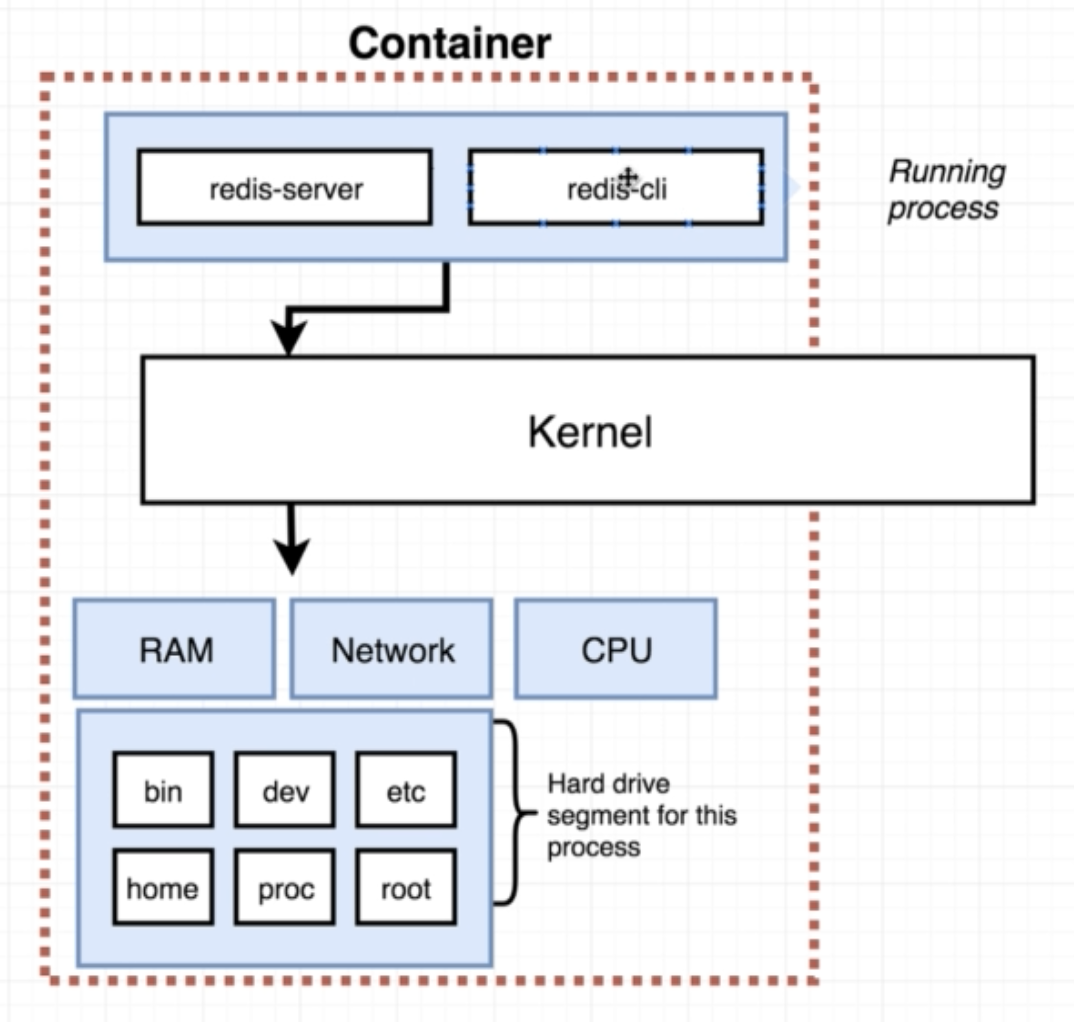 Container
redis-server
redis-cli
Running
process
Kernel
RAM
Network
CPU
bin
dev
etc
home
proc
root
Hard drive
segment for this
process